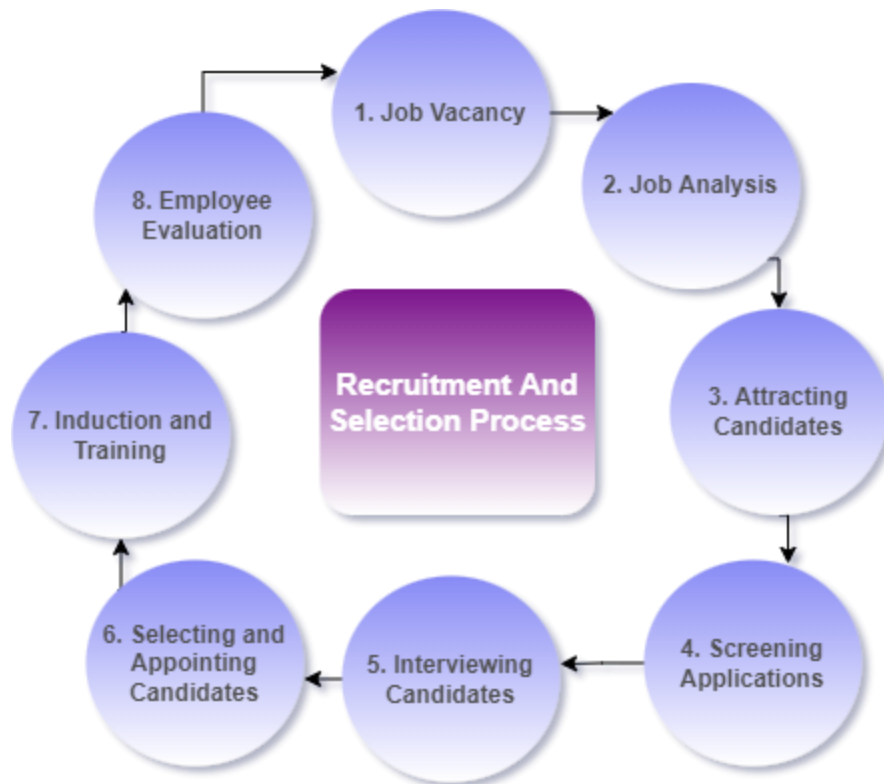 1. Job Vacancy
2. Job Analysis
3. Attracting
Candidates
4. Screening
Applications
5. Interviewing
Candidates
6. Selecting and
Appointing
Candidates
7. Induction and
Training
8. Employee
Evaluation
Recruitment And
Selection Process